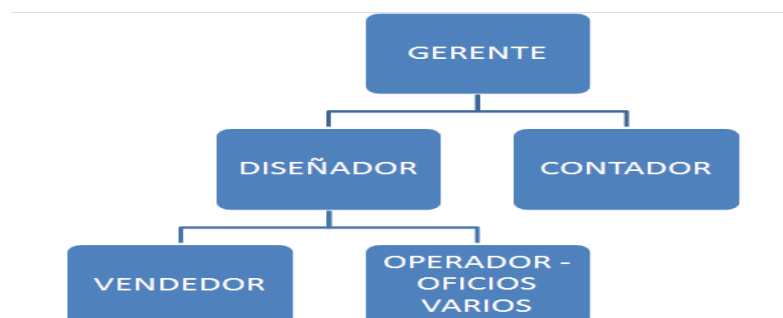 GERENTE
DISEÑADOR
CONTADOR
VENDEDOR
OPERADOR -
OFICIOS
VARIOS